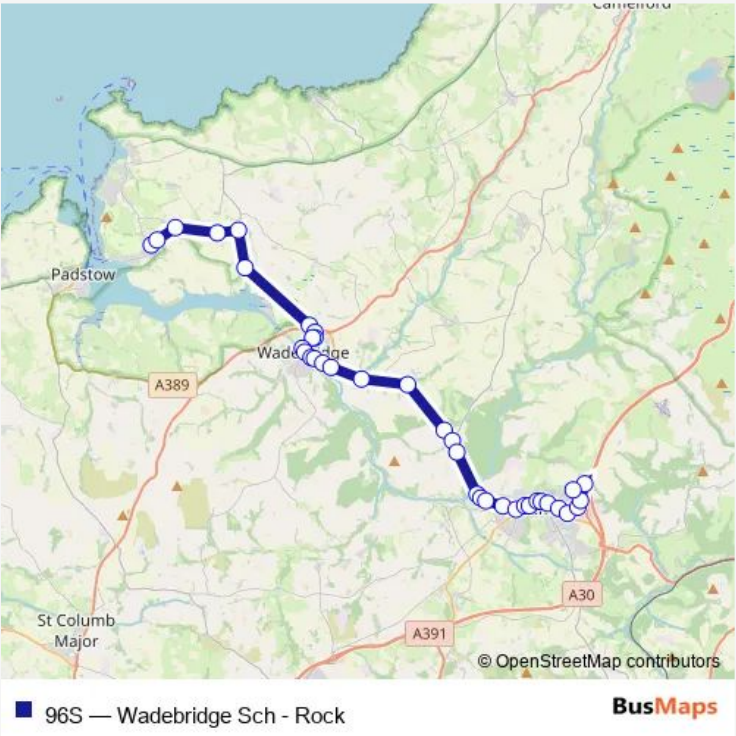 Camelford
Padstow
Wadebridge
A389
A30
St Columb
Major
A391
© OpenStreetMap contributors
96S — Wadebridge Sch - Rock
BusMaps